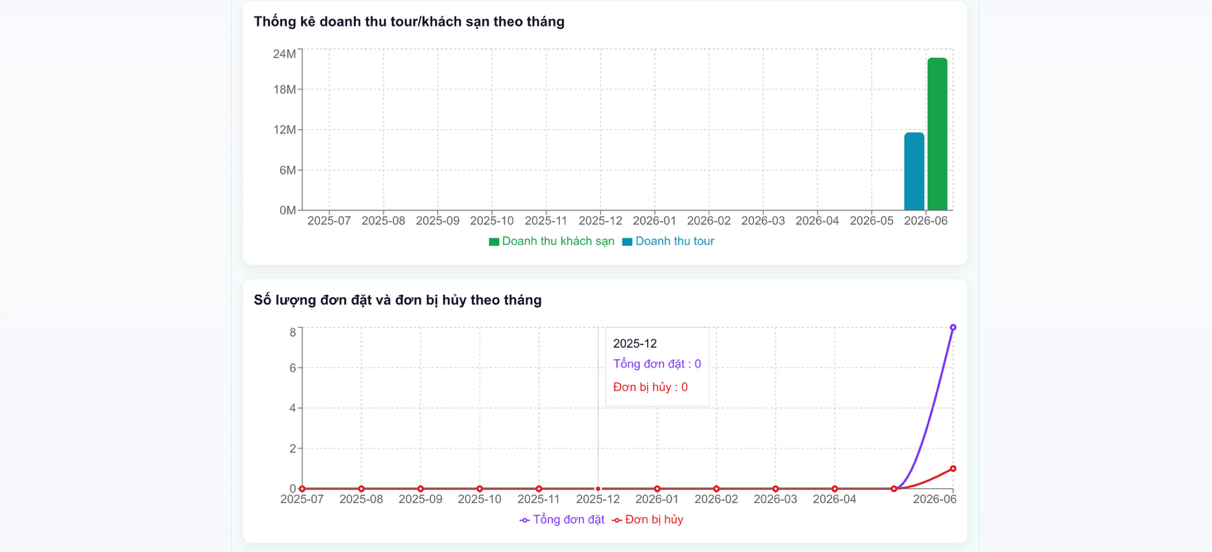 Thống kê doanh thu tour/khách sạn theo tháng
24M
18M
12M
6M
0M
2025-07 2025-08 2025-09 2025-10 2025-11 2025-12 2026-01 2026-02 2026-03 2026-04 2026-05 2026-06
Doanh thu khách sạn Doanh thu tour
Số lượng đơn đặt và đơn bị hủy theo tháng
8
2025-12
Tổng đơn đặt : 0
6
Đơn bị hủy : 0
4
2
0
2025-07 2025-08 2025-09 2025-10 2025-11 2025-12 2026-01 2026-02 2026-03 2026-04 2026-06
Tổng đơn đặt Đơn bị hủy